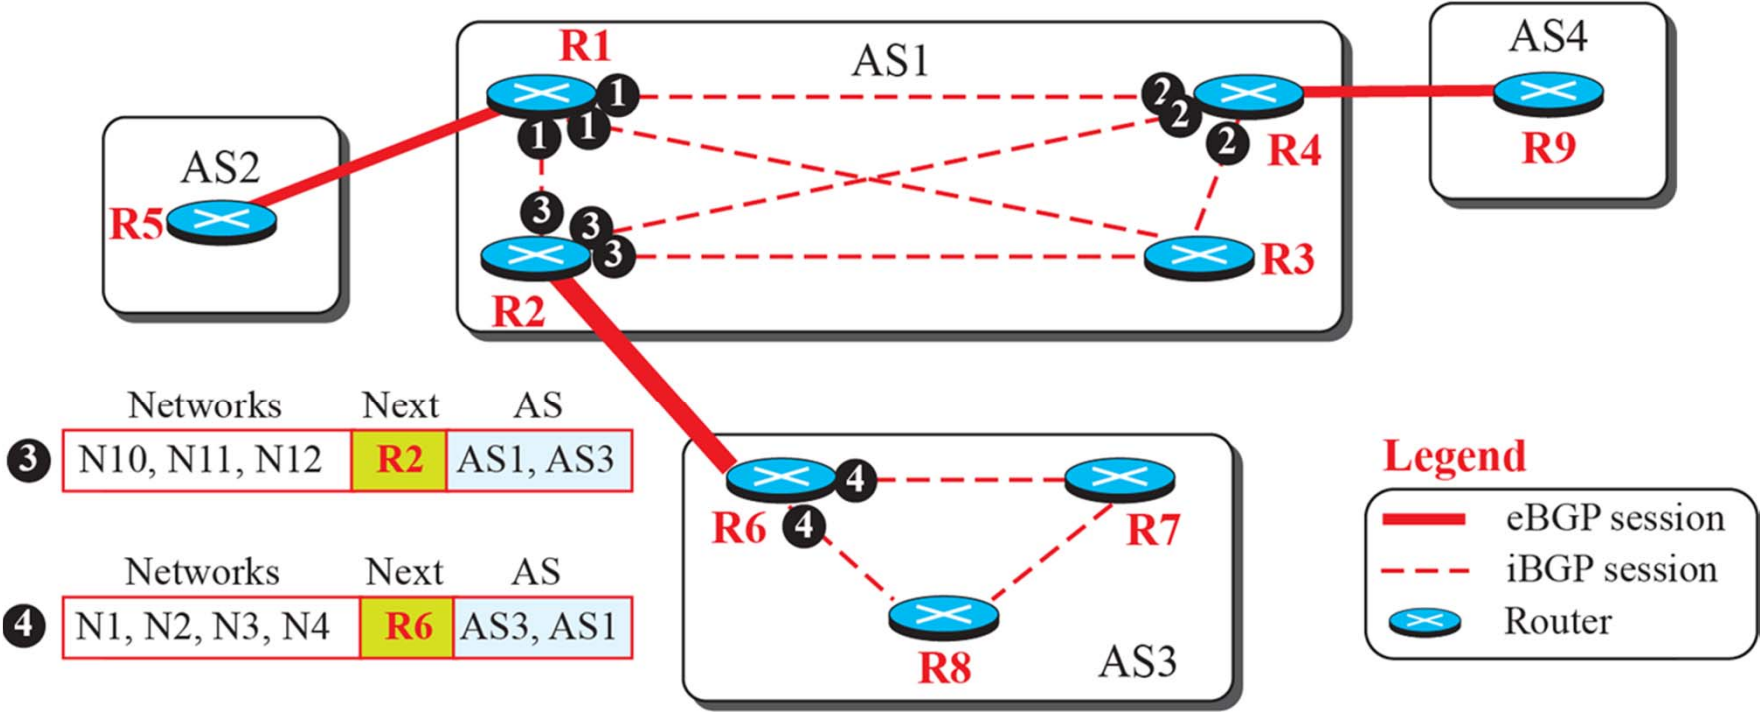 R1
AS1
AS4
1
2
1
1
2
2
R4
R9
AS2
R5
3
3
3
R3
R2
Networks Next AS
3 N10, N11, N12 R2 AS1, AS3
Networks Next AS
4 N1, N2, N3, N4 R6 AS3, AS1
4
R6
4
R7
R8
AS3
Legend
eBGP session
iBGP session
Router